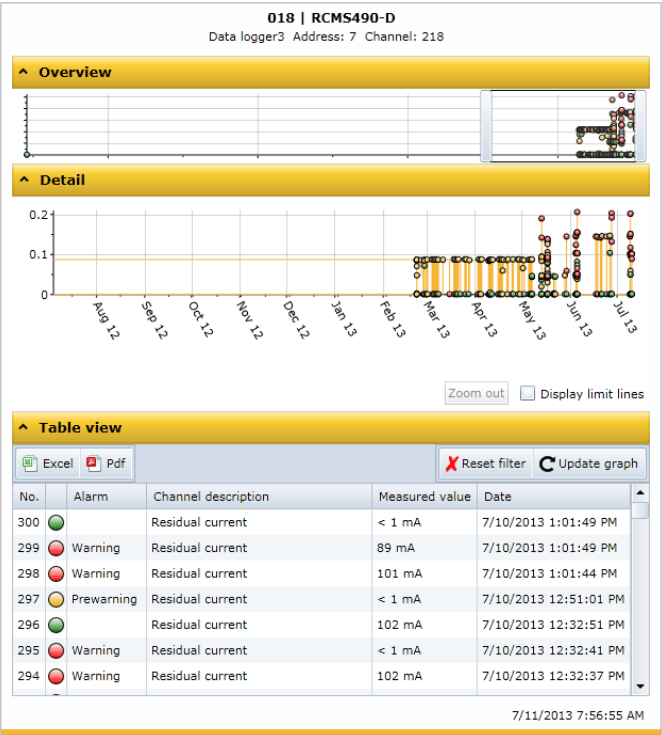 018 | RCMS490-D
Data logger3 Address: 7 Channel: 218
Overview
Detail
0.2
0.1
0
Aug 12
Sep 12
Oct 12
Nov 12
Dec 12
Jan 13
Feb 13
Mar 13
Apr 13
May 13
Jun 13
Jul 13
Zoom out
Display limit lines
Table view
Excel Pdf Reset filter Update graph
No. Alarm Channel description Measured value Date
300 Residual current < 1 mA 7/10/2013 1:01:49 PM
299 Warning Residual current 89 mA 7/10/2013 1:01:49 PM
298 Warning Residual current 101 mA 7/10/2013 1:01:44 PM
297 Prewarning Residual current < 1 mA 7/10/2013 12:51:01 PM
296 Residual current 102 mA 7/10/2013 12:32:51 PM
295 Warning Residual current < 1 mA 7/10/2013 12:32:41 PM
294 Warning Residual current 102 mA 7/10/2013 12:32:37 PM
7/11/2013 7:56:55 AM